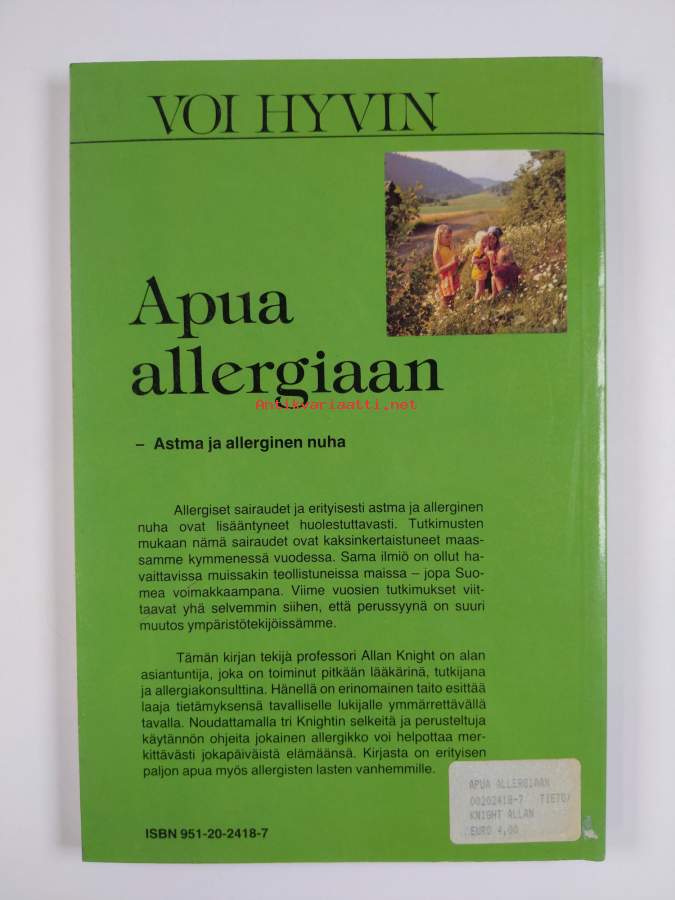 VOI HYVIN
Apua
allergiaan
Antikvariaatti.net
– Astma ja allerginen nuha
Allergiset sairaudet ja erityisesti astma ja allerginen
nuha ovat lisääntyneet huolestuttavasti. Tutkimusten
mukaan nämä sairaudet ovat kaksinkertaistuneet maas-
samme kymmenessä vuodessa. Sama ilmiö on ollut ha-
vaittavissa muissakin teollistuneissa maissa – jopa Suo-
mea voimakkaampana. Viime vuosien tutkimukset viit-
taavat yhä selvemmin siihen, että perussyynä on suuri
muutos ympäristötekijöissämme.
Tämän kirjan tekijä professori Allan Knight on alan
asiantuntija, joka on toiminut pitkään lääkärinä, tutkijana
ja allergiakonsulttina. Hänellä on erinomainen taito esittää
laaja tietämyksensä tavalliselle lukijalle ymmärrettävällä
tavalla. Noudattamalla tri Knightin selkeitä ja perusteltuja
käytännön ohjeita jokainen allergikko voi helpottaa mer-
kittävästi jokapäiväistä elämäänsä. Kirjasta on erityisen
paljon apua myös allergisten lasten vanhemmille.
APUA ALLERGIAAN
00202418-7 TIETO/
KNIGHT ALLAN
EURO 4,00
ISBN 951-20-2418-7